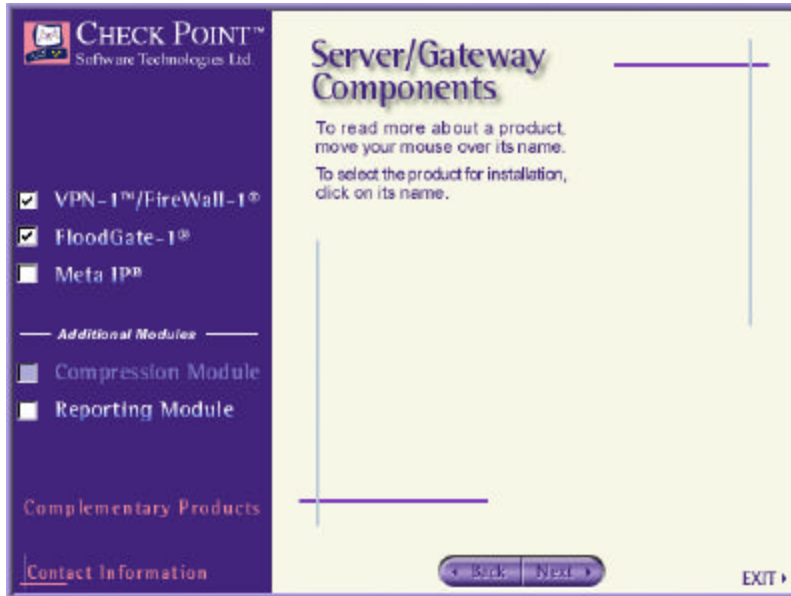 CHECK POINT™
Software Technologies Ltd.
Server/Gateway
Components
To read more about a product,
move your mouse over its name.
To select the product for installation,
click on its name.
VPN-1™/FireWall-1®
FloodGate-1®
Meta IP®
Additional Modules
Compression Module
Reporting Module
Complementary Products
Contact Information
Back Next
EXIT